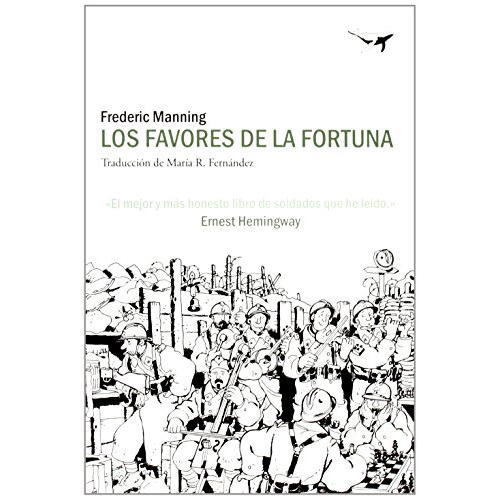 Frederic Manning
LOS FAVORES DE LA FORTUNA
Traducción de María R. Fernández
«El mejor y más honesto libro de soldados que he leído.»
Ernest Hemingway